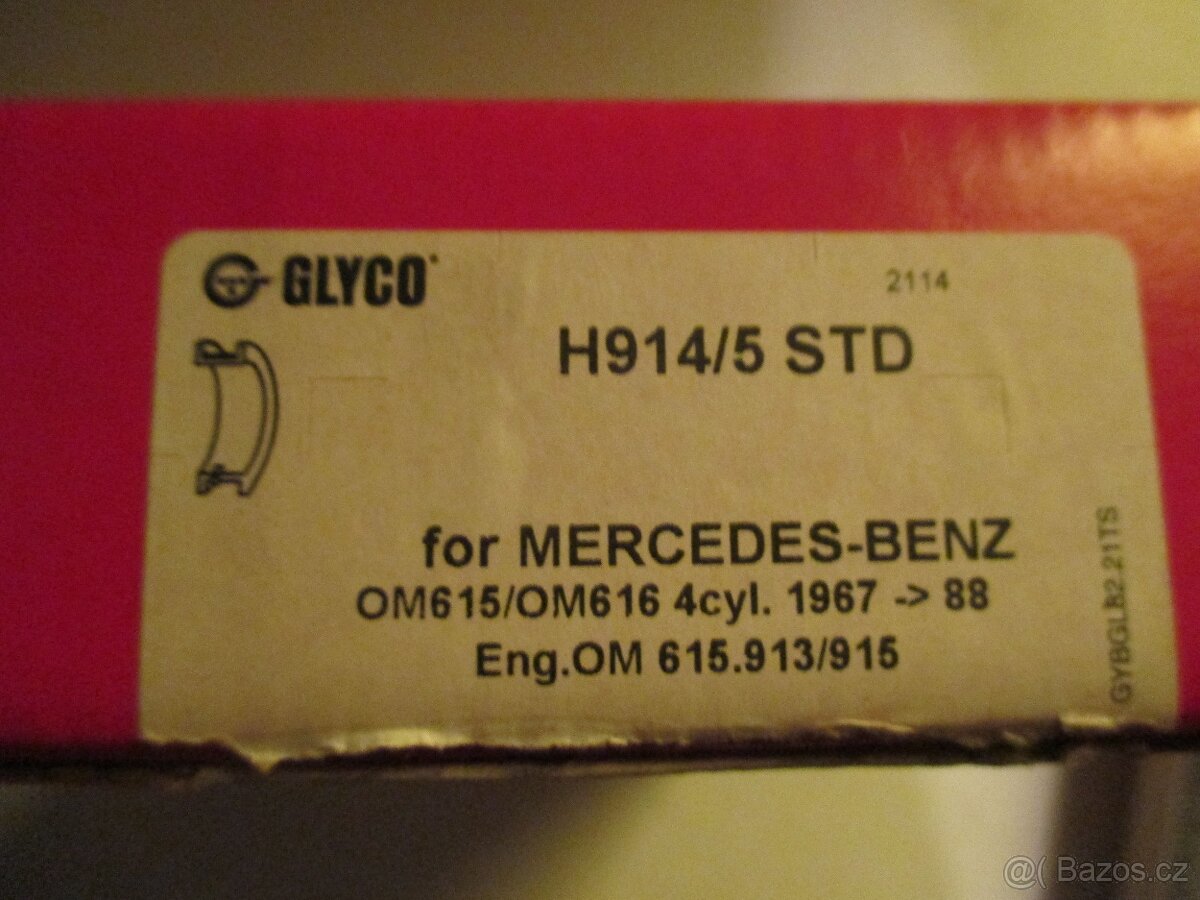 GLYCO
2114
H914/5 STD
for MERCEDES-BENZ
OM615/OM616 4cyl. 1967 -> 88
Eng.OM 615.913/915
GYBGLB2.21TS
@( Bazos.cz